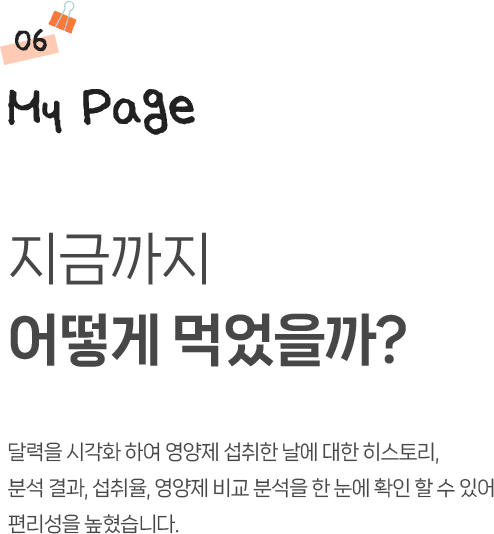 06
My Page
지금까지
어떻게 먹었을까?
달력을 시각화 하여 영양제 섭취한 날에 대한 히스토리,
분석 결과, 섭취율, 영양제 비교 분석을 한 눈에 확인 할 수 있어
편리성을 높혔습니다.